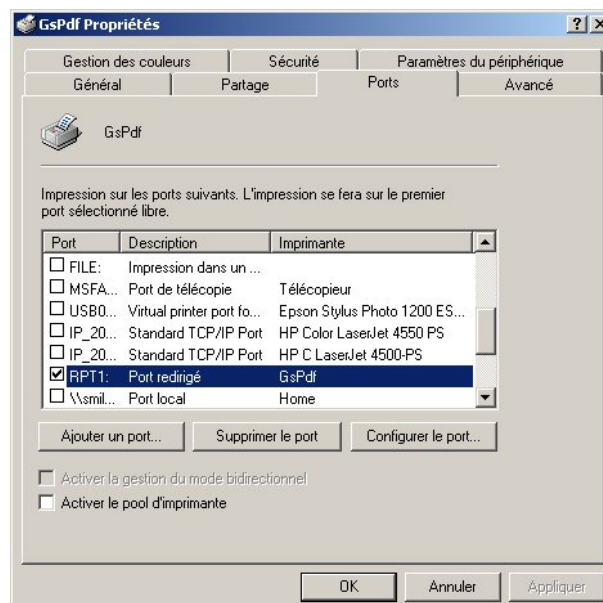 GsPdf Propriétés
Gestion des couleurs Sécurité Paramètres du périphérique
Général Partage Ports Avancé
GsPdf
Impression sur les ports suivants. L'impression se fera sur le premier
port sélectionné libre.
Port Description Imprimante
FILE: Impression dans un ...
MSFA... Port de télécopie Télécopieur
USB0... Virtual printer port fo... Epson Stylus Photo 1200 ES...
IP_20... Standard TCP/IP Port HP Color LaserJet 4550 PS
IP_20... Standard TCP/IP Port HP C LaserJet 4500-PS
RPT1: Port redirigé GsPdf
\\smil... Port local Home
Ajouter un port... Supprimer le port Configurer le port...
Activer la gestion du mode bidirectionnel
Activer le pool d'imprimante
OK Annuler Appliquer